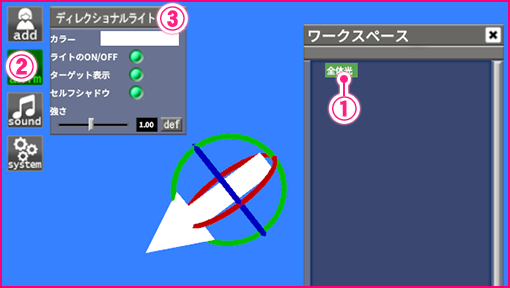 add
②
sound
system
ディレクショナルライト
③
カラー
ライトのON/OFF
ターゲット表示
セルフシャドウ
強さ
1.00
def
ワークスペース
×
全体光
①